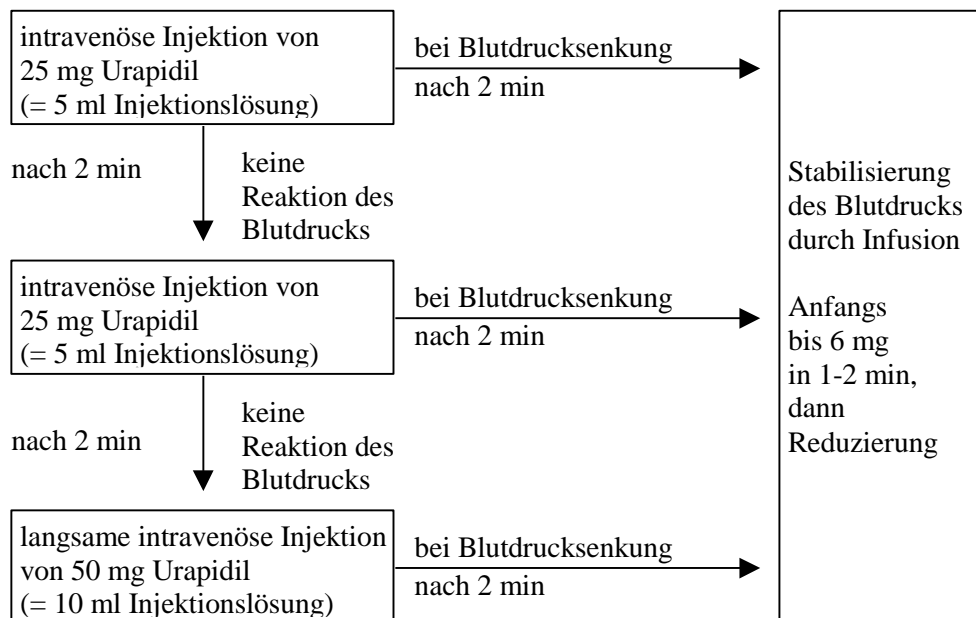 intravenöse Injektion von
25 mg Urapidil
(= 5 ml Injektionslösung)
bei Blutdrucksenkung
nach 2 min
nach 2 min
keine
Reaktion des
Blutdrucks
intravenöse Injektion von
25 mg Urapidil
(= 5 ml Injektionslösung)
bei Blutdrucksenkung
nach 2 min
nach 2 min
keine
Reaktion des
Blutdrucks
langsame intravenöse Injektion
von 50 mg Urapidil
(= 10 ml Injektionslösung)
bei Blutdrucksenkung
nach 2 min
Stabilisierung
des Blutdrucks
durch Infusion
Anfangs
bis 6 mg
in 1-2 min,
dann
Reduzierung